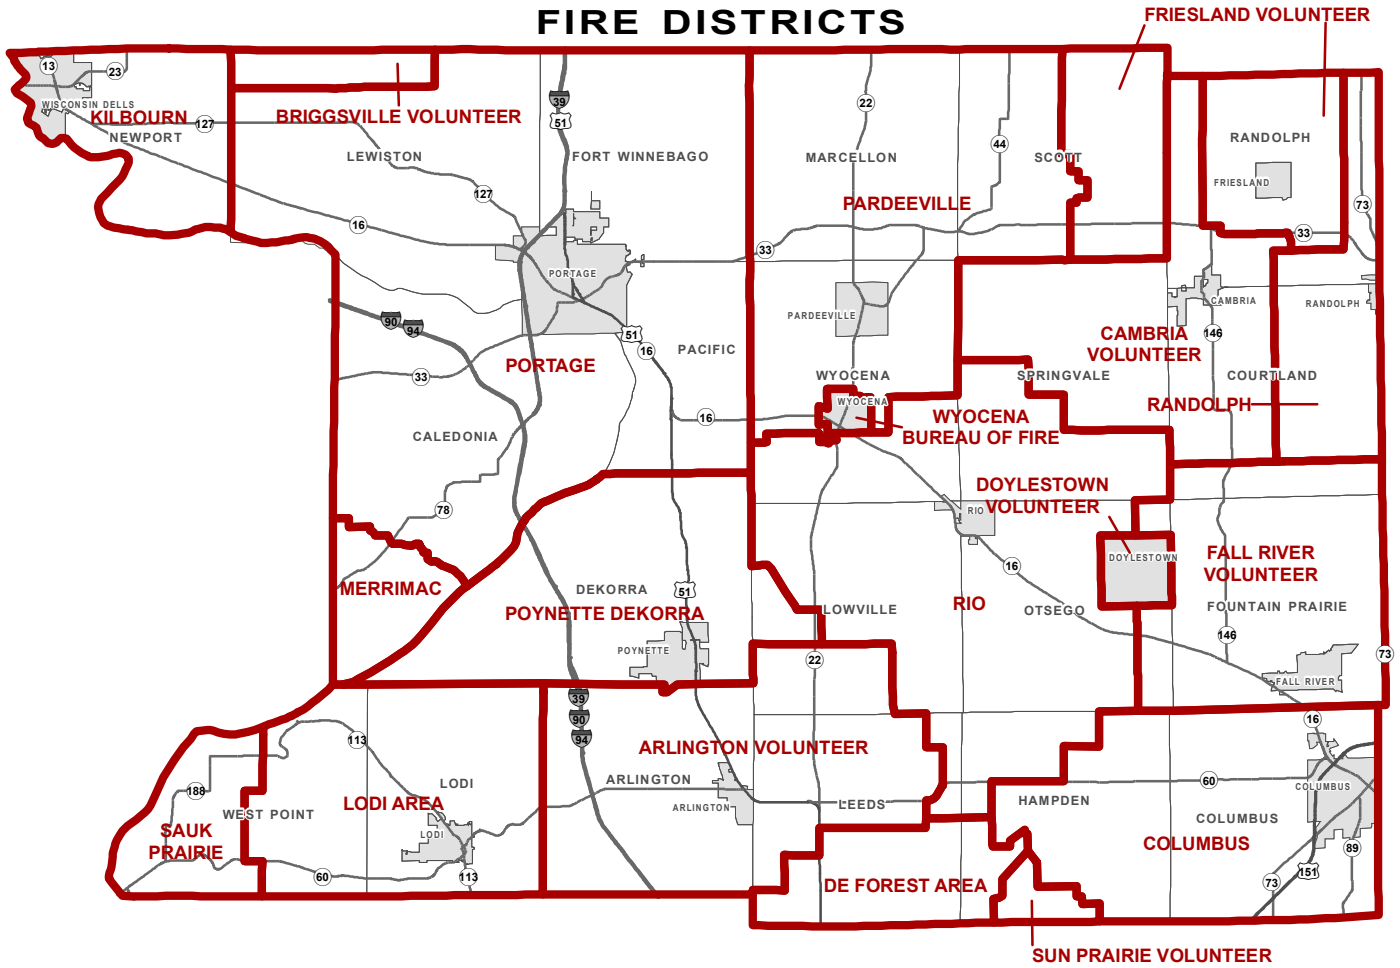 FIRE DISTRICTS
FRIESLAND VOLUNTEER
13
23
WISCONSIN DELLS
KILBOURN
NEWPORT
127
BRIGGSVILLE VOLUNTEER
39
51
22
LEWISTON
FORT WINNEBAGO
MARCELLON
44
SCOTT
RANDOLPH
FRIESLAND
127
PARDEEVILLE
73
16
33
33
PORTAGE
PARDEEVILLE
CAMBRIA
RANDOLPH
90
94
51
16
PACIFIC
CAMBRIA
VOLUNTEER
146
PORTAGE
33
WYOCENA
SPRINGVALE
COURTLAND
WYOCENA
RANDOLPH
16
WYOCENA
BUREAU OF FIRE
CALEDONIA
DOYLESTOWN
VOLUNTEER
78
RIO
DOYLESTOWN
FALL RIVER
VOLUNTEER
16
MERRIMAC
DEKORRA
51
POYNETTE DEKORRA
LOWVILLE
RIO
OTSEGO
FOUNTAIN PRAIRIE
146
POYNETTE
22
73
FALL RIVER
39
90
94
16
113
ARLINGTON VOLUNTEER
LODI
ARLINGTON
60
188
LODI AREA
ARLINGTON
LEEDS
HAMPDEN
COLUMBUS
WEST POINT
COLUMBUS
SAUK
PRAIRIE
LODI
COLUMBUS
89
60
113
DE FOREST AREA
73
151
SUN PRAIRIE VOLUNTEER